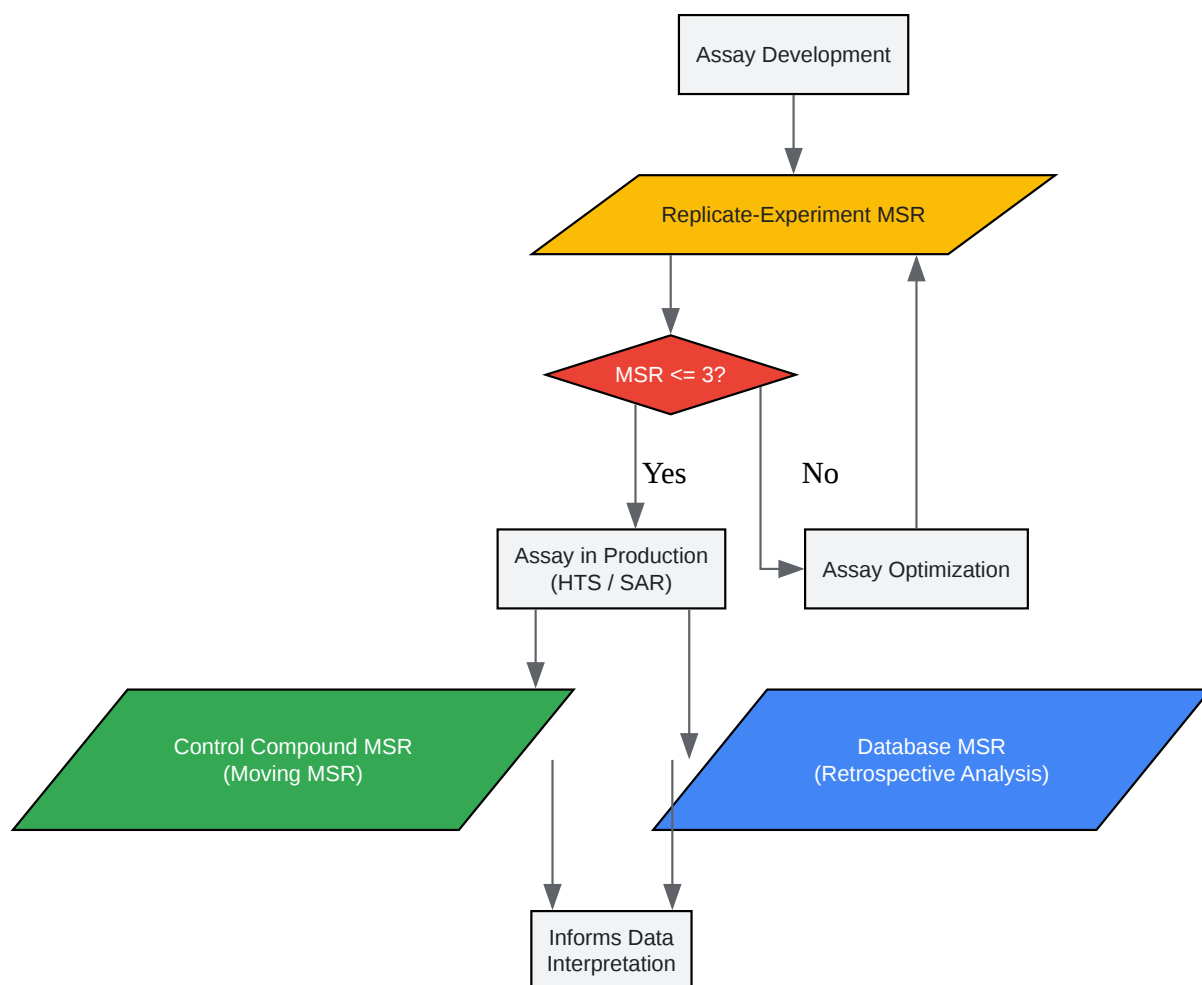 Assay Development
Replicate-Experiment MSR
MSR <= 3?
Yes
No
Assay in Production
(HTS / SAR)
Assay Optimization
Control Compound MSR
(Moving MSR)
Database MSR
(Retrospective Analysis)
Informs Data
Interpretation